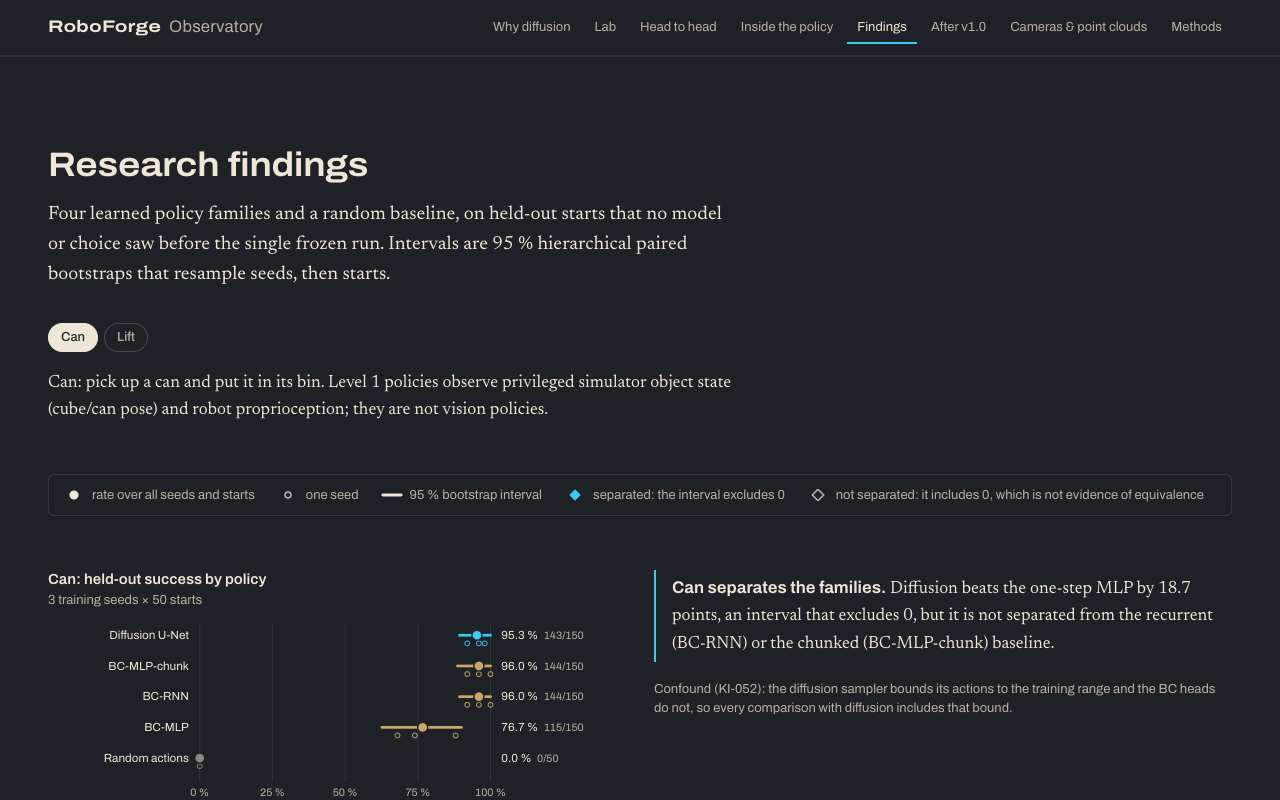 RoboForge Observatory
Why diffusion
Lab
Head to head
Inside the policy
Findings
After v1.0
Cameras & point clouds
Methods
Research findings
Four learned policy families and a random baseline, on held-out starts that no model
or choice saw before the single frozen run. Intervals are 95 % hierarchical paired
bootstraps that resample seeds, then starts.
Can
Lift
Can: pick up a can and put it in its bin. Level 1 policies observe privileged simulator object state
(cube/can pose) and robot proprioception; they are not vision policies.
rate over all seeds and starts
one seed
95 % bootstrap interval
separated: the interval excludes 0
not separated: it includes 0, which is not evidence of equivalence
Can: held-out success by policy
3 training seeds × 50 starts
Diffusion U-Net 95.3 % 143/150
BC-MLP-chunk 96.0 % 144/150
BC-RNN 96.0 % 144/150
BC-MLP 76.7 % 115/150
Random actions 0.0 % 0/50
0 % 25 % 50 % 75 % 100 %
Can separates the families. Diffusion beats the one-step MLP by 18.7
points, an interval that excludes 0, but it is not separated from the recurrent
(BC-RNN) or the chunked (BC-MLP-chunk) baseline.
Confound (KI-052): the diffusion sampler bounds its actions to the training range and the BC heads
do not, so every comparison with diffusion includes that bound.